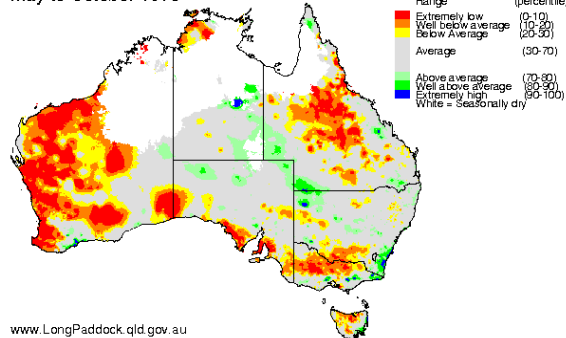 Range (percentile)
Extremely low (0-10)
Well below average (10-20)
Below Average (20-30)
Average (30-70)
Above average (70-80)
Well above average (80-90)
Extremely high (90-100)
White = Seasonally dry
www.LongPaddock.qld.gov.au